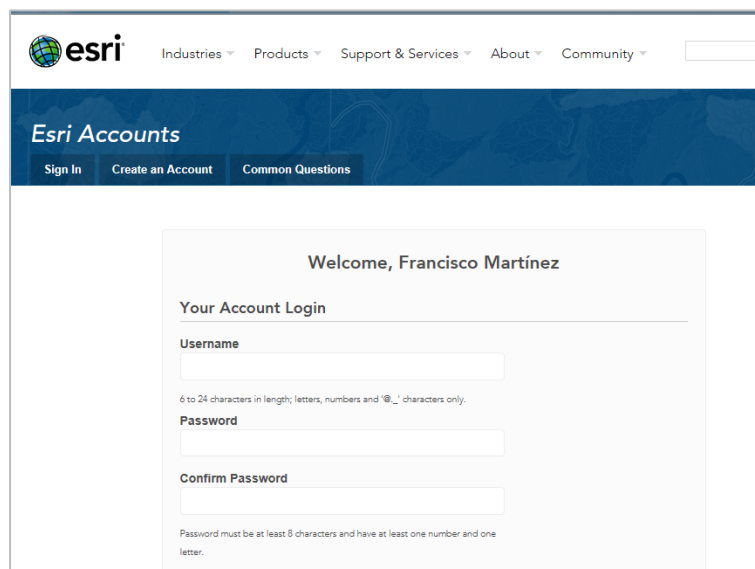 esri
Industries Products Support & Services About Community
Esri Accounts
Sign In Create an Account Common Questions
Welcome, Francisco Martínez
Your Account Login
Username
6 to 24 characters in length; letters, numbers and '@._' characters only.
Password
Confirm Password
Password must be at least 8 characters and have at least one number and one
letter.